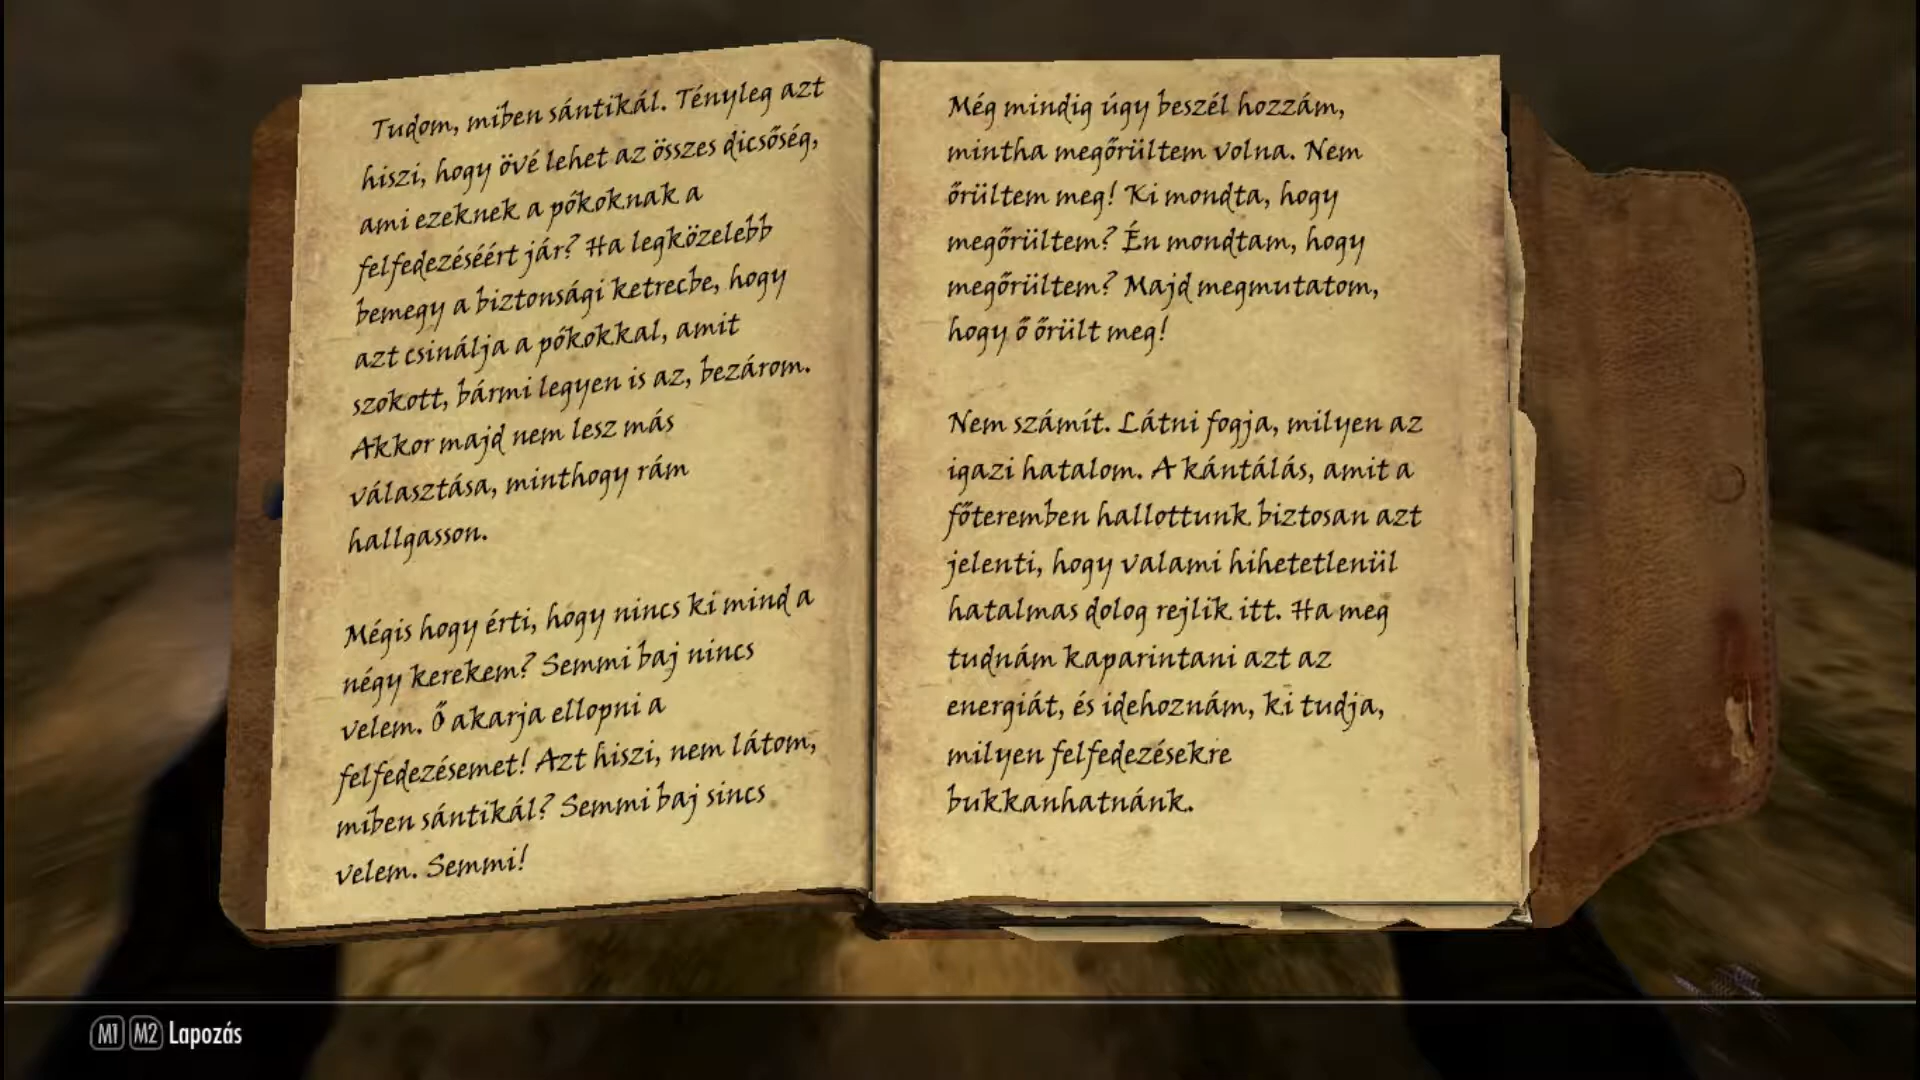 Tudom, miben sántikál. Tényleg azt
hiszi, hogy övé lehet az összes dicsőség,
ami ezeknek a pókoknak a
felfedezéséért jár? Ha legközelebb
bemegy a biztonsági ketrecbe, hogy
azt csinálja a pókokkal, amit
szokott, bármi legyen is az, bezárom.
Akkor majd nem lesz más
választása, minthogy rám
hallgasson.
Mégis hogy érti, hogy nincs ki mind a
négy kerekem? Semmi baj nincs
velem. Ő akarja ellopni a
felfedezésemet! Azt hiszi, nem látom,
miben sántikál? Semmi baj sincs
velem. Semmi!
Még mindig úgy beszél hozzám,
mintha megőrültem volna. Nem
őrültem meg! Ki mondta, hogy
megőrültem? Én mondtam, hogy
megőrültem? Majd megmutatom,
hogy ő őrült meg!
Nem számít. Látni fogja, milyen az
igazi hatalom. A kántálás, amit a
főteremben hallottunk biztosan azt
jelenti, hogy valami hihetetlenül
hatalmas dolog rejlik itt. Ha meg
tudnám kaparintani azt az
energiát, és idehoznám, ki tudja,
milyen felfedezésekre
bukkanhatnánk.
M1 M2 Lapozás